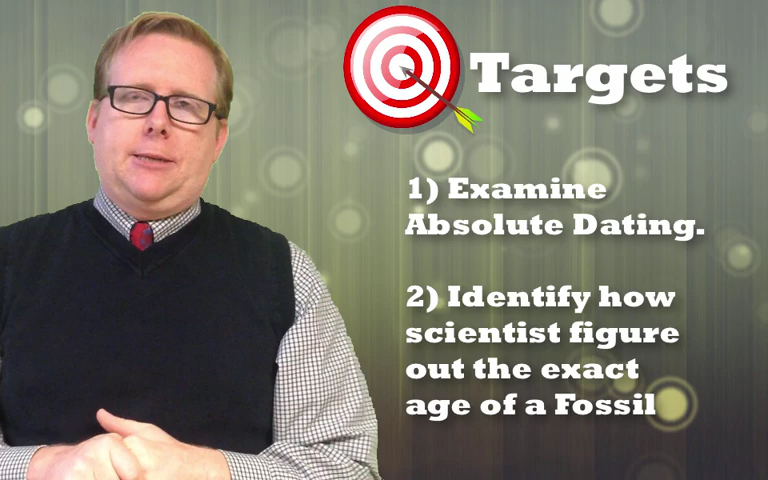 Targets
1) Examine
Absolute Dating.
2) Identify how
scientist figure
out the exact
age of a Fossil